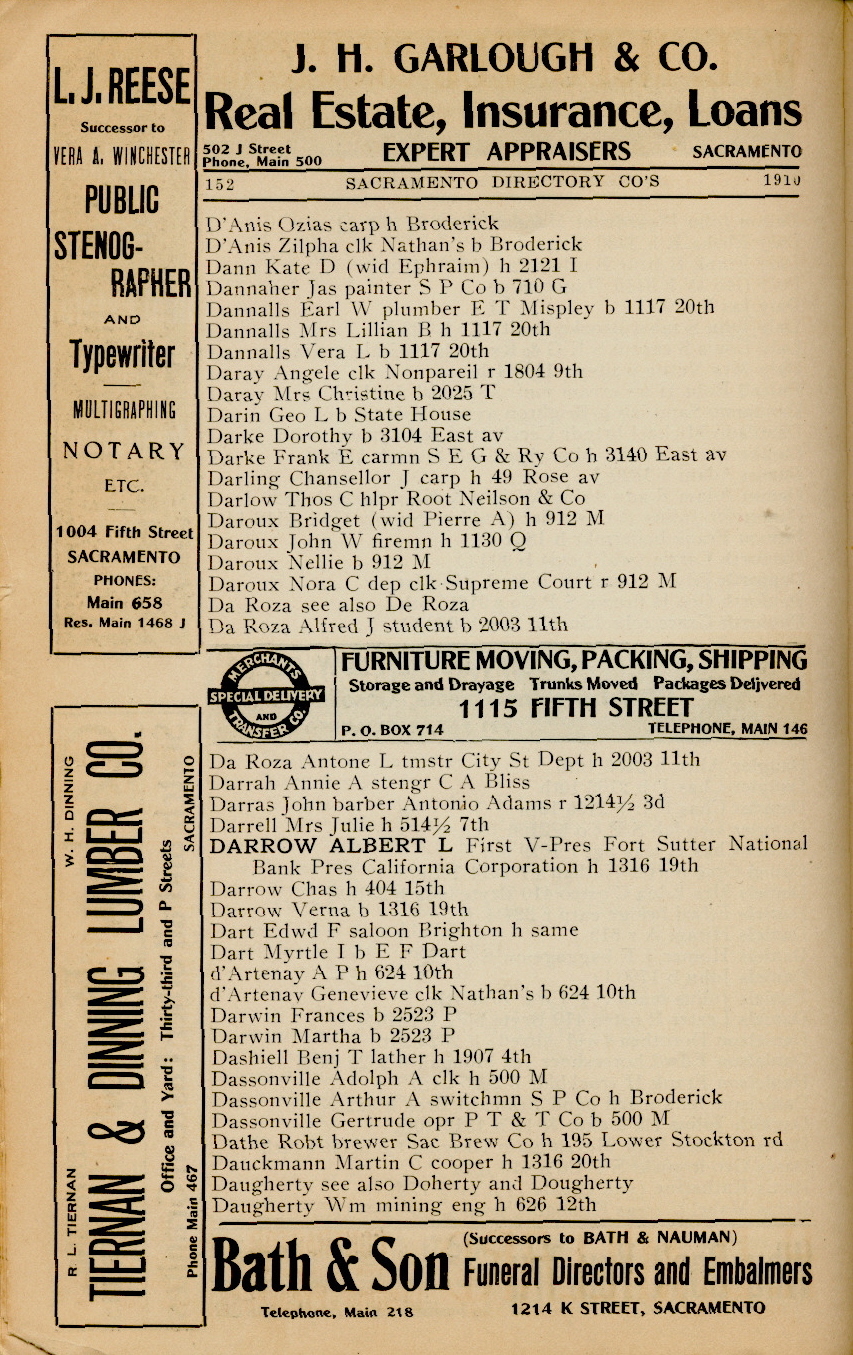 L. J. REESE
Successor to
VERA A. WINCHESTER
PUBLIC
STENOG-
RAPHER
AND
Typewriter
MULTIGRAPHING
NOTARY
ETC.
1004 Fifth Street
SACRAMENTO
PHONES:
Main 658
Res. Main 1468 J
J. H. GARLOUGH & CO.
Real Estate, Insurance, Loans
502 J Street
Phone, Main 500
EXPERT APPRAISERS
SACRAMENTO
152 SACRAMENTO DIRECTORY CO'S 1910
D'Anis Ozias carp h Broderick
D'Anis Zilpha clk Nathan's b Broderick
Dann Kate D (wid Ephraim) h 2121 I
Dannaher Jas painter S P Co b 710 G
Dannalls Earl W plumber E T Mispley b 1117 20th
Dannalls Mrs Lillian B h 1117 20th
Dannalls Vera L b 1117 20th
Daray Angele clk Nonpareil r 1804 9th
Daray Mrs Christine b 2025 T
Darin Geo L b State House
Darke Dorothy b 3104 East av
Darke Frank E carmn S E G & Ry Co h 3140 East av
Darling Chansellor J carp h 49 Rose av
Darlow Thos C hlpr Root Neilson & Co
Daroux Bridget (wid Pierre A) h 912 M
Daroux John W firemn h 1130 Q
Daroux Nellie b 912 M
Daroux Nora C dep clk Supreme Court r 912 M
Da Roza see also De Roza
Da Roza Alfred J student b 2003 11th
MERCHANTS
SPECIAL DELIVERY
AND
TRANSFER CO.
FURNITURE MOVING, PACKING, SHIPPING
Storage and Drayage Trunks Moved Packages Delivered
1115 FIFTH STREET
P. O. BOX 714 TELEPHONE, MAIN 146
Da Roza Antone L tmstr City St Dept h 2003 11th
Darrah Annie A stengr C A Bliss
Darras John barber Antonio Adams r 1214½ 3d
Darrell Mrs Julie h 514½ 7th
DARROW ALBERT L First V-Pres Fort Sutter National
Bank Pres California Corporation h 1316 19th
Darrow Chas h 404 15th
Darrow Verna b 1316 19th
Dart Edwd F saloon Brighton h same
Dart Myrtle I b E F Dart
d'Artenay A P h 624 10th
d'Artenay Genevieve clk Nathan's b 624 10th
Darwin Frances b 2523 P
Darwin Martha b 2523 P
Dashiell Benj T lather h 1907 4th
Dassonville Adolph A clk h 500 M
Dassonville Arthur A switchmn S P Co h Broderick
Dassonville Gertrude opr P T & T Co b 500 M
Dathe Robt brewer Sac Brew Co h 195 Lower Stockton rd
Dauckmann Martin C cooper h 1316 20th
Daugherty see also Doherty and Dougherty
Daugherty Wm mining eng h 626 12th
R. L. TIERNAN W. H. DINNING
TIERNAN & DINNING LUMBER CO.
Office and Yard: Thirty-third and P Streets
Phone Main 467 SACRAMENTO
Bath & Son
(Successors to BATH & NAUMAN)
Funeral Directors and Embalmers
Telephone, Main 218
1214 K STREET, SACRAMENTO